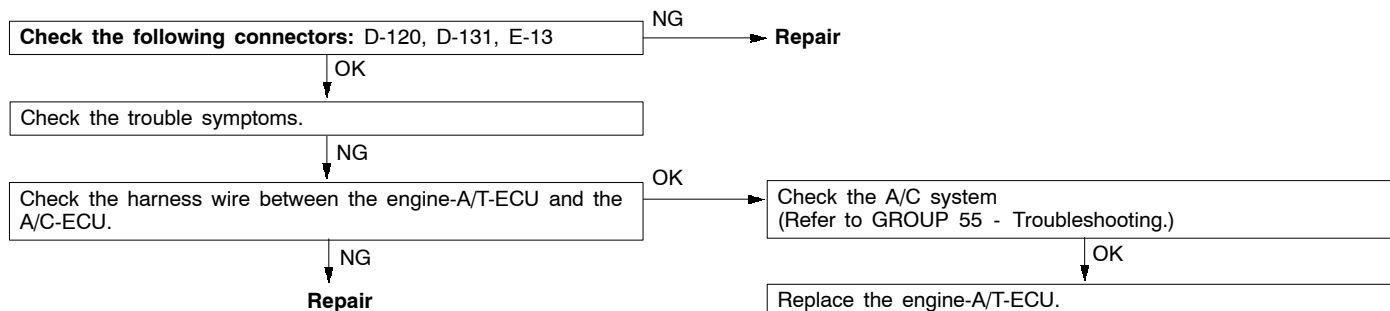 Check the following connectors: D-120, D-131, E-13
NG
Repair
OK
Check the trouble symptoms.
NG
Check the harness wire between the engine-A/T-ECU and the
A/C-ECU.
OK
Check the A/C system
(Refer to GROUP 55 - Troubleshooting.)
NG
OK
Repair
Replace the engine-A/T-ECU.